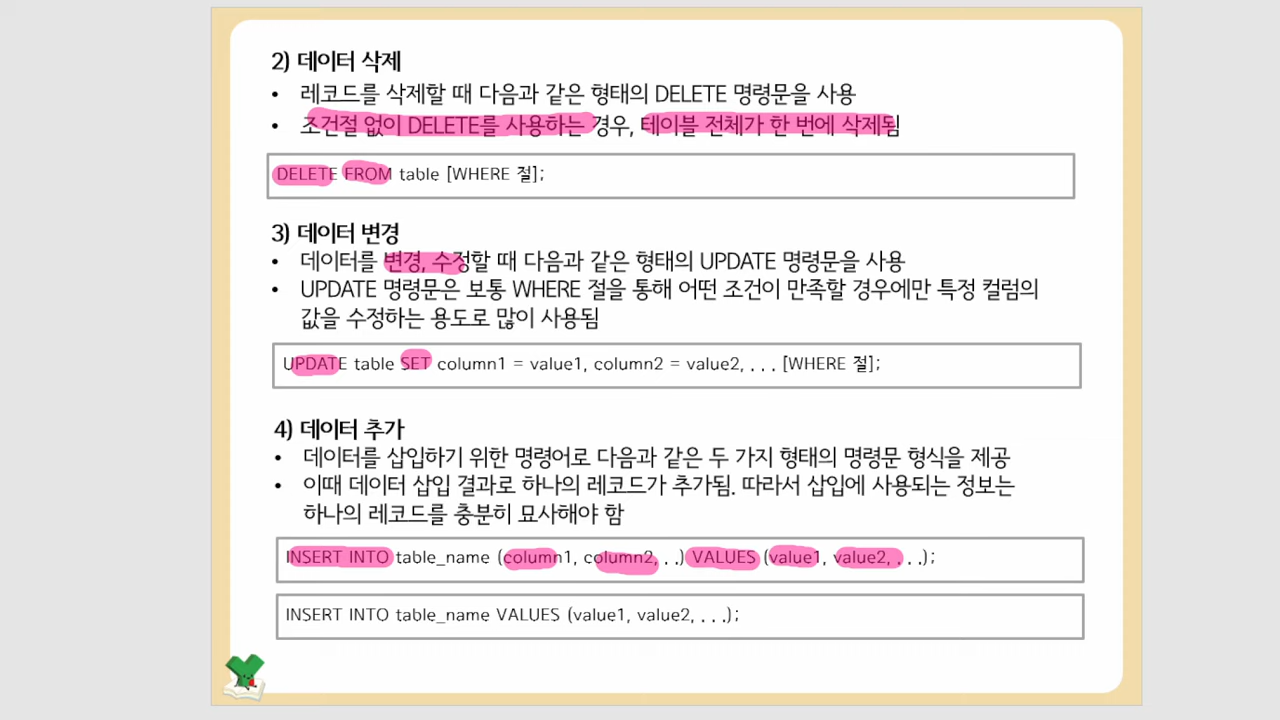 2) 데이터 삭제
• 레코드를 삭제할 때 다음과 같은 형태의 DELETE 명령문을 사용
• 조건절 없이 DELETE를 사용하는 경우, 테이블 전체가 한 번에 삭제됨
DELETE FROM table [WHERE 절];
3) 데이터 변경
• 데이터를 변경, 수정할 때 다음과 같은 형태의 UPDATE 명령문을 사용
• UPDATE 명령문은 보통 WHERE 절을 통해 어떤 조건이 만족할 경우에만 특정 컬럼의
값을 수정하는 용도로 많이 사용됨
UPDATE table SET column1 = value1, column2 = value2, . . . [WHERE 절];
4) 데이터 추가
• 데이터를 삽입하기 위한 명령어로 다음과 같은 두 가지 형태의 명령문 형식을 제공
• 이때 데이터 삽입 결과로 하나의 레코드가 추가됨. 따라서 삽입에 사용되는 정보는
하나의 레코드를 충분히 묘사해야 함
INSERT INTO table_name (column1, column2, . .) VALUES (value1, value2, . . .);
INSERT INTO table_name VALUES (value1, value2, . . .);